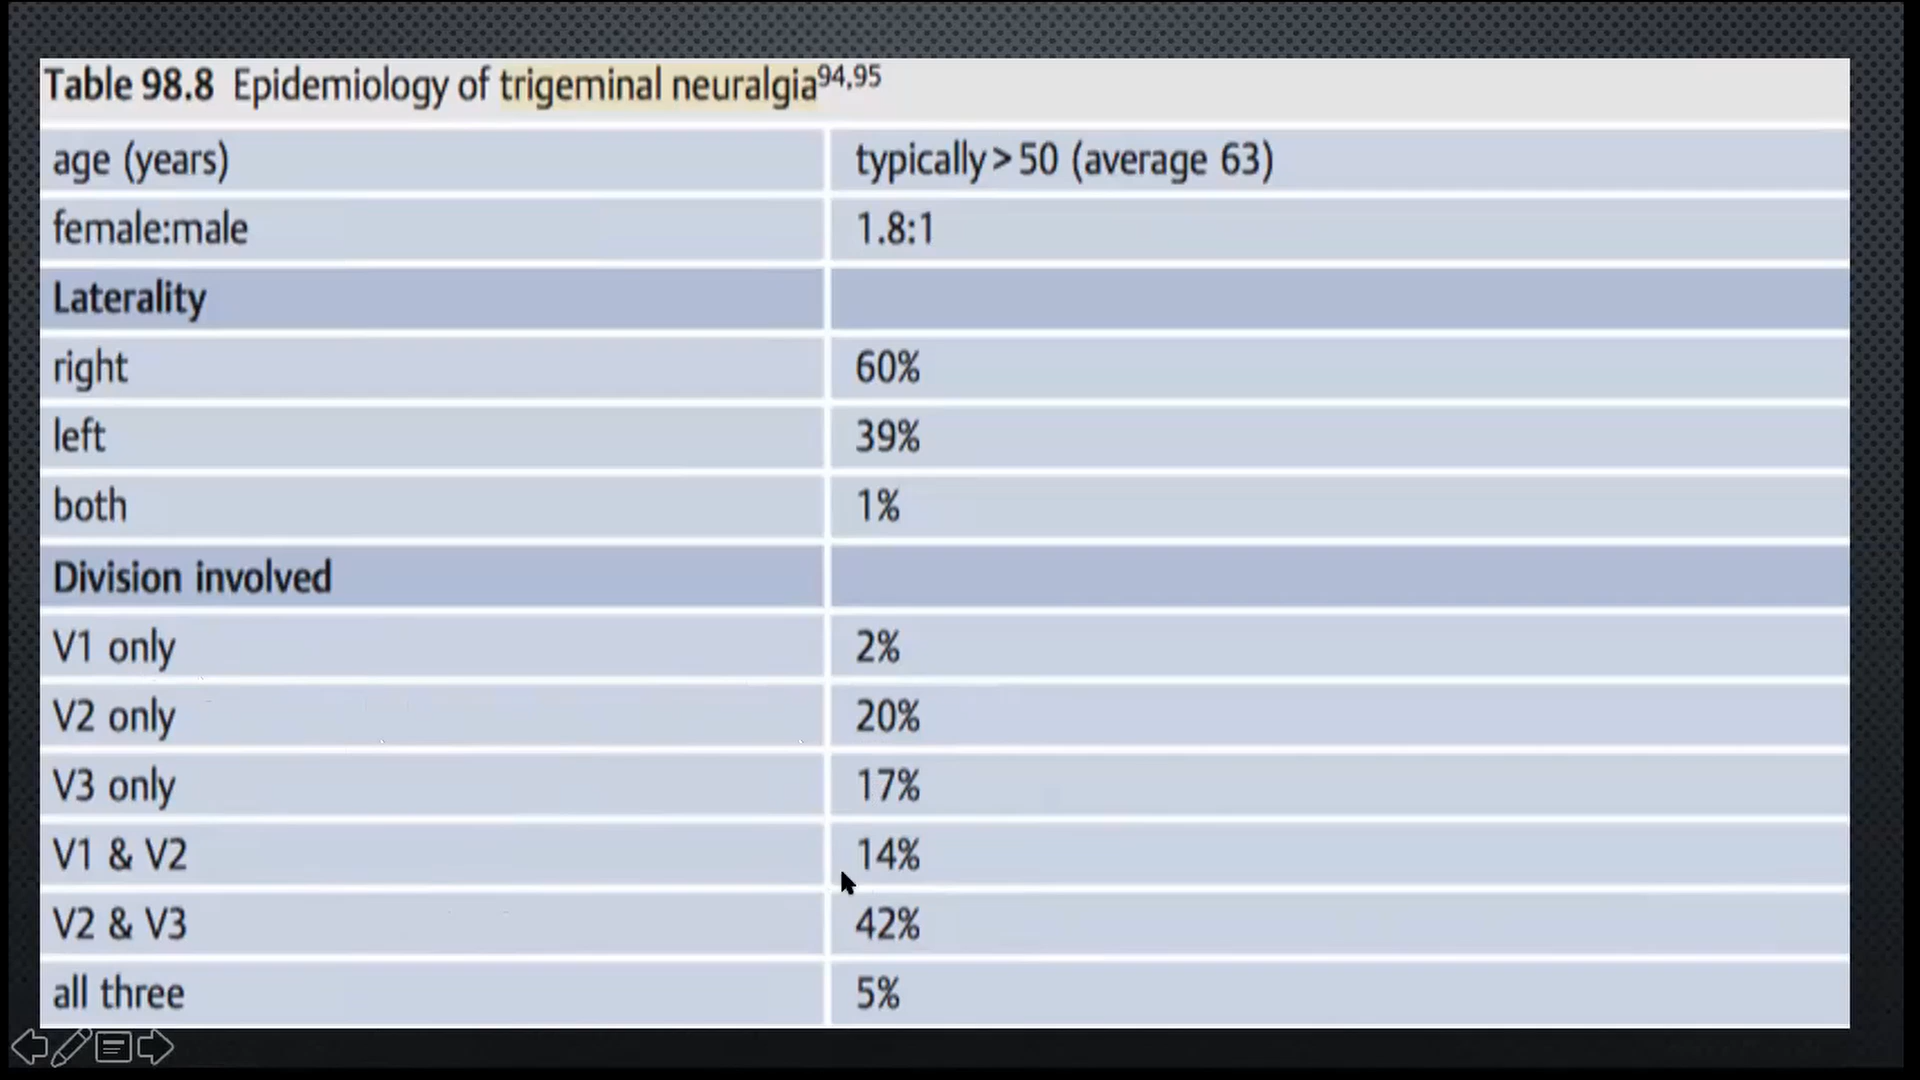 Table 98.8 Epidemiology of trigeminal neuralgia94,95
age (years) typically > 50 (average 63)
female:male 1.8:1
Laterality
right 60%
left 39%
both 1%
Division involved
V1 only 2%
V2 only 20%
V3 only 17%
V1 & V2 14%
V2 & V3 42%
all three 5%